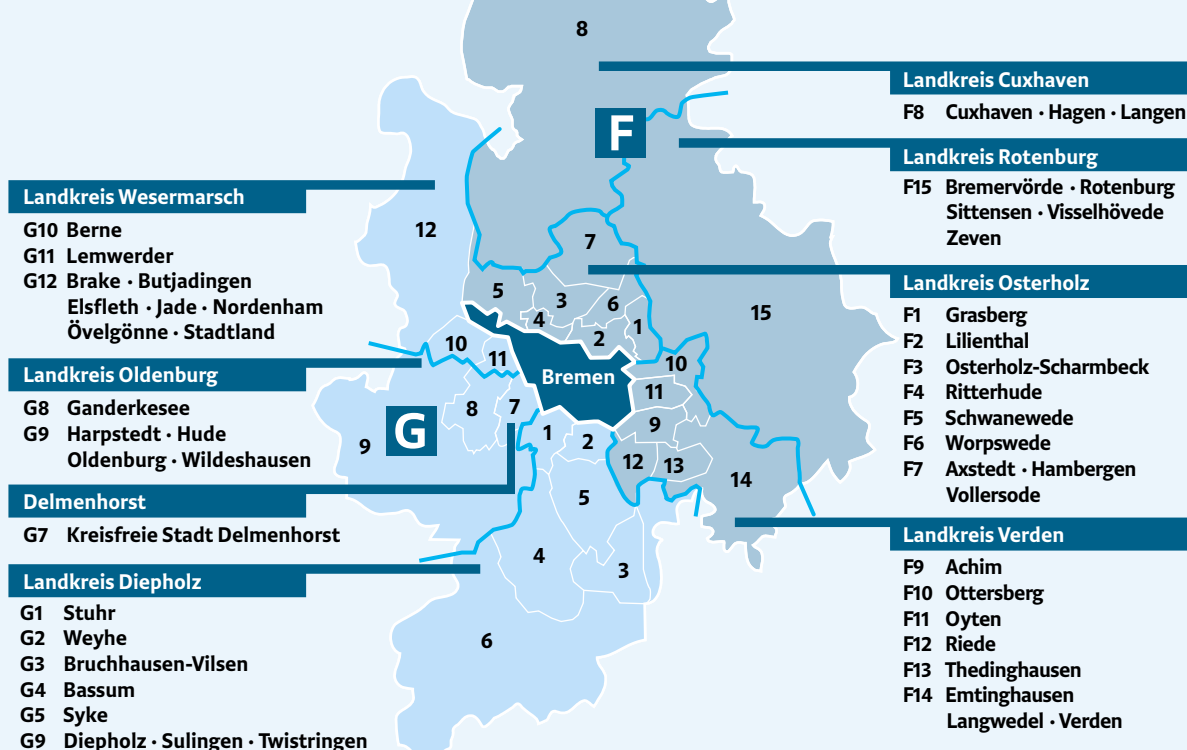 8
Landkreis Cuxhaven
F8 Cuxhaven · Hagen · Langen
F
Landkreis Rotenburg
F15 Bremervörde · Rotenburg
Sittensen · Visselhövede
Zeven
Landkreis Wesermarsch
G10 Berne
G11 Lemwerder
G12 Brake · Butjadingen
Elsfleth · Jade · Nordenham
Övelgönne · Stadtland
12
7
5
3
6
4
2
1
15
Landkreis Osterholz
F1 Grasberg
F2 Lilienthal
F3 Osterholz-Scharmbeck
F4 Ritterhude
F5 Schwanewede
F6 Worpswede
F7 Axstedt · Hambergen
Vollersode
10
11
Bremen
10
11
9
12
13
14
Landkreis Oldenburg
G8 Ganderkesee
G9 Harpstedt · Hude
Oldenburg · Wildeshausen
9
G
8
7
1
2
5
4
3
6
Delmenhorst
G7 Kreisfreie Stadt Delmenhorst
Landkreis Diepholz
G1 Stuhr
G2 Weyhe
G3 Bruchhausen-Vilsen
G4 Bassum
G5 Syke
G9 Diepholz · Sulingen · Twistringen
Landkreis Verden
F9 Achim
F10 Ottersberg
F11 Oyten
F12 Riede
F13 Thedinghausen
F14 Emtinghausen
Langwedel · Verden